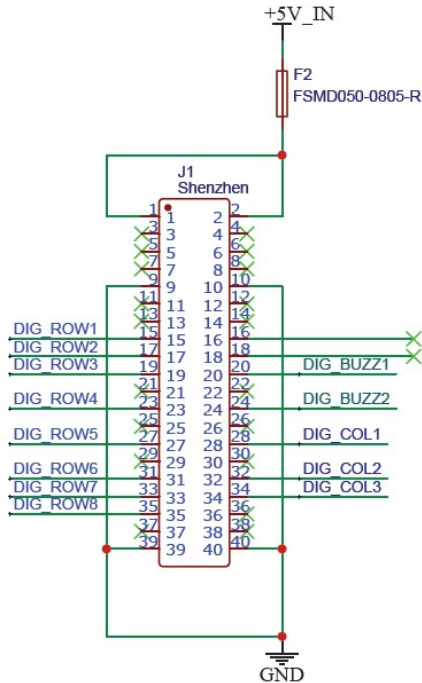 +5V_IN
F2
FSMD050-0805-R
J1
Shenzhen
1 1 2 2
3 3 4 4
5 5 6 6
7 7 8 8
9 9 10 10
11 11 12 12
13 13 14 14
DIG_ROW1 15 15 16 16
DIG_ROW2 17 17 18 18
DIG_ROW3 19 19 20 20 DIG_BUZZ1
21 21 22 22
DIG_ROW4 23 23 24 24 DIG_BUZZ2
25 25 26 26
DIG_ROW5 27 27 28 28 DIG_COL1
29 29 30 30
DIG_ROW6 31 31 32 32 DIG_COL2
DIG_ROW7 33 33 34 34 DIG_COL3
DIG_ROW8 35 35 36 36
37 37 38 38
39 39 40 40
GND